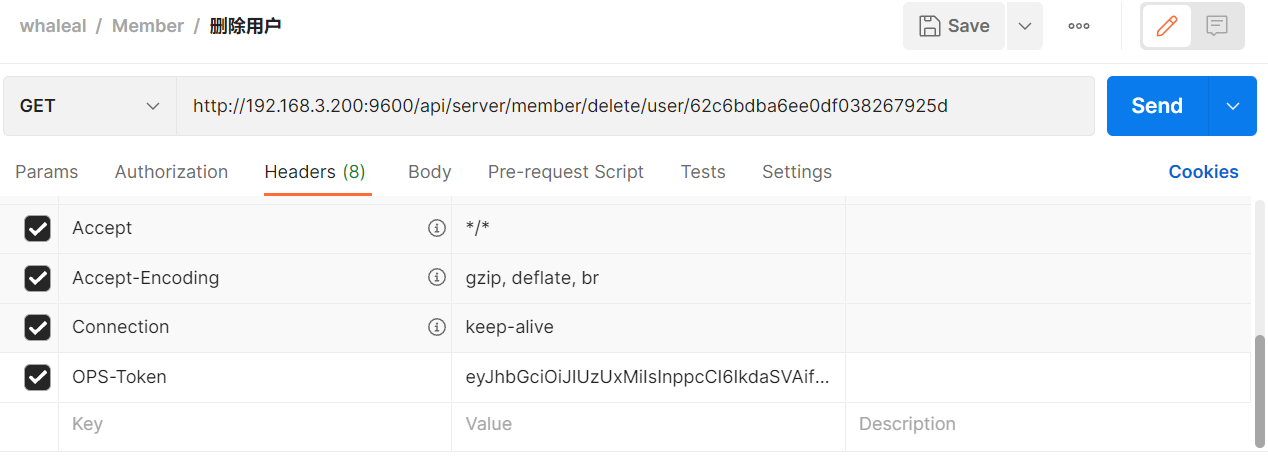 whaleal / Member / 删除用户 Save
GET http://192.168.3.200:9600/api/server/member/delete/user/62c6bdba6ee0df038267925d Send
Params Authorization Headers (8) Body Pre-request Script Tests Settings Cookies
Accept */*
Accept-Encoding gzip, deflate, br
Connection keep-alive
OPS-Token eyJhbGciOiJIUzUxMiIsInppcCI6IkdaSVAif...
Key Value Description